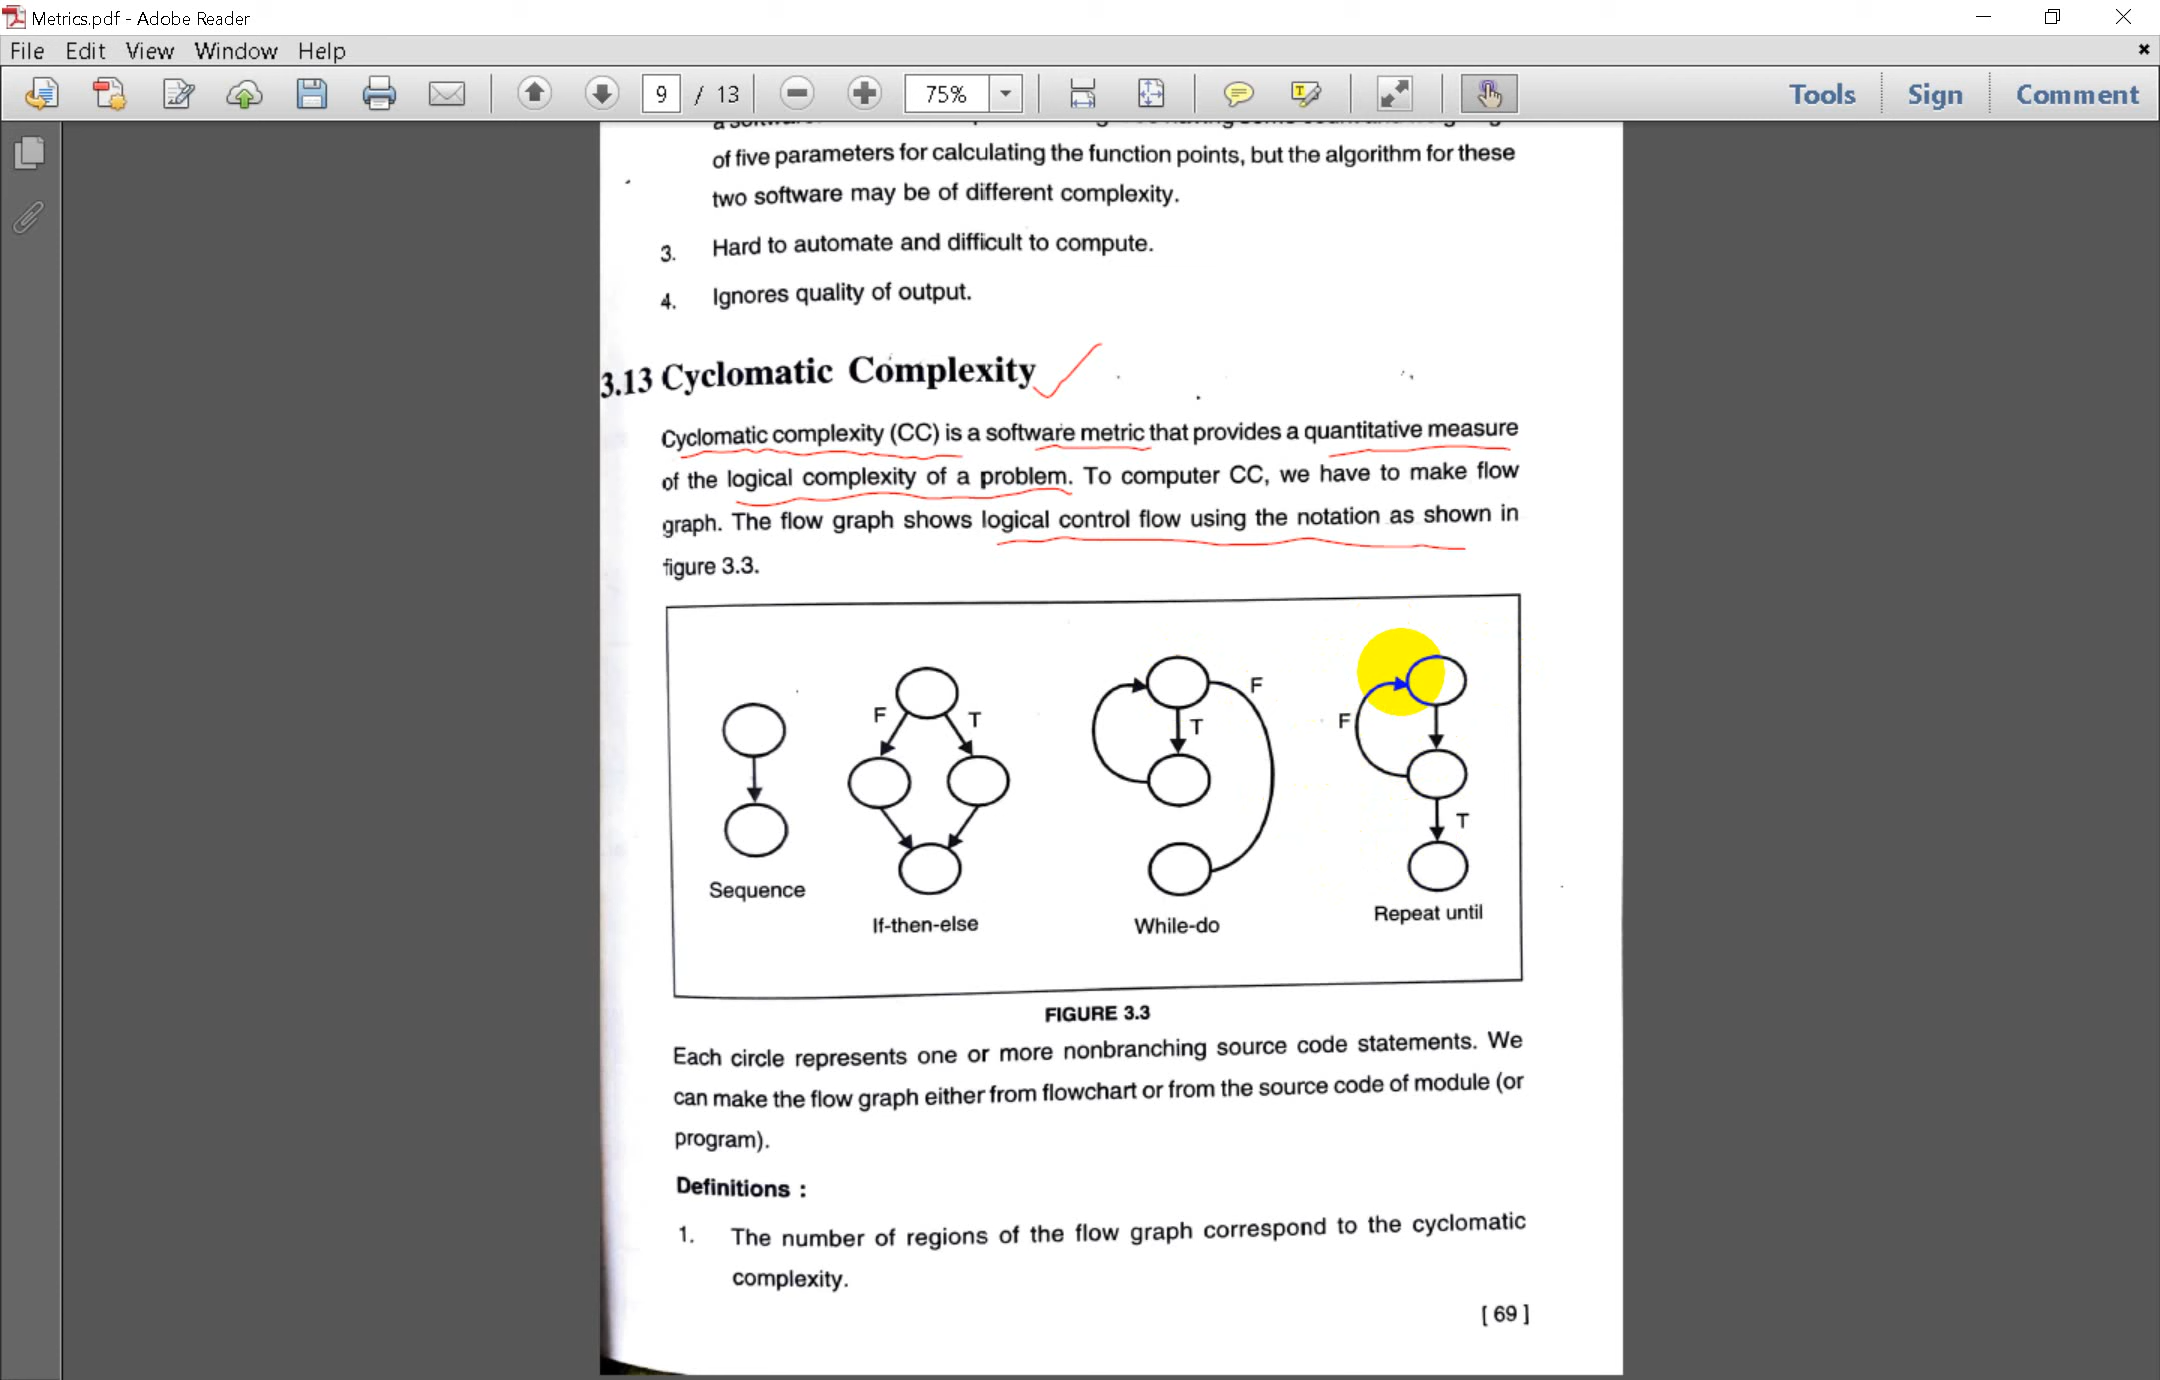 Metrics.pdf - Adobe Reader
File Edit View Window Help
9 / 13 75% Tools Sign Comment
of five parameters for calculating the function points, but the algorithm for these
two software may be of different complexity.
3. Hard to automate and difficult to compute.
4. Ignores quality of output.
3.13 Cyclomatic Complexity
Cyclomatic complexity (CC) is a software metric that provides a quantitative measure
of the logical complexity of a problem. To computer CC, we have to make flow
graph. The flow graph shows logical control flow using the notation as shown in
figure 3.3.
F T
T F
F T
Sequence
If-then-else
While-do
Repeat until
FIGURE 3.3
Each circle represents one or more nonbranching source code statements. We
can make the flow graph either from flowchart or from the source code of module (or
program).
Definitions :
1. The number of regions of the flow graph correspond to the cyclomatic
complexity.
[ 69 ]